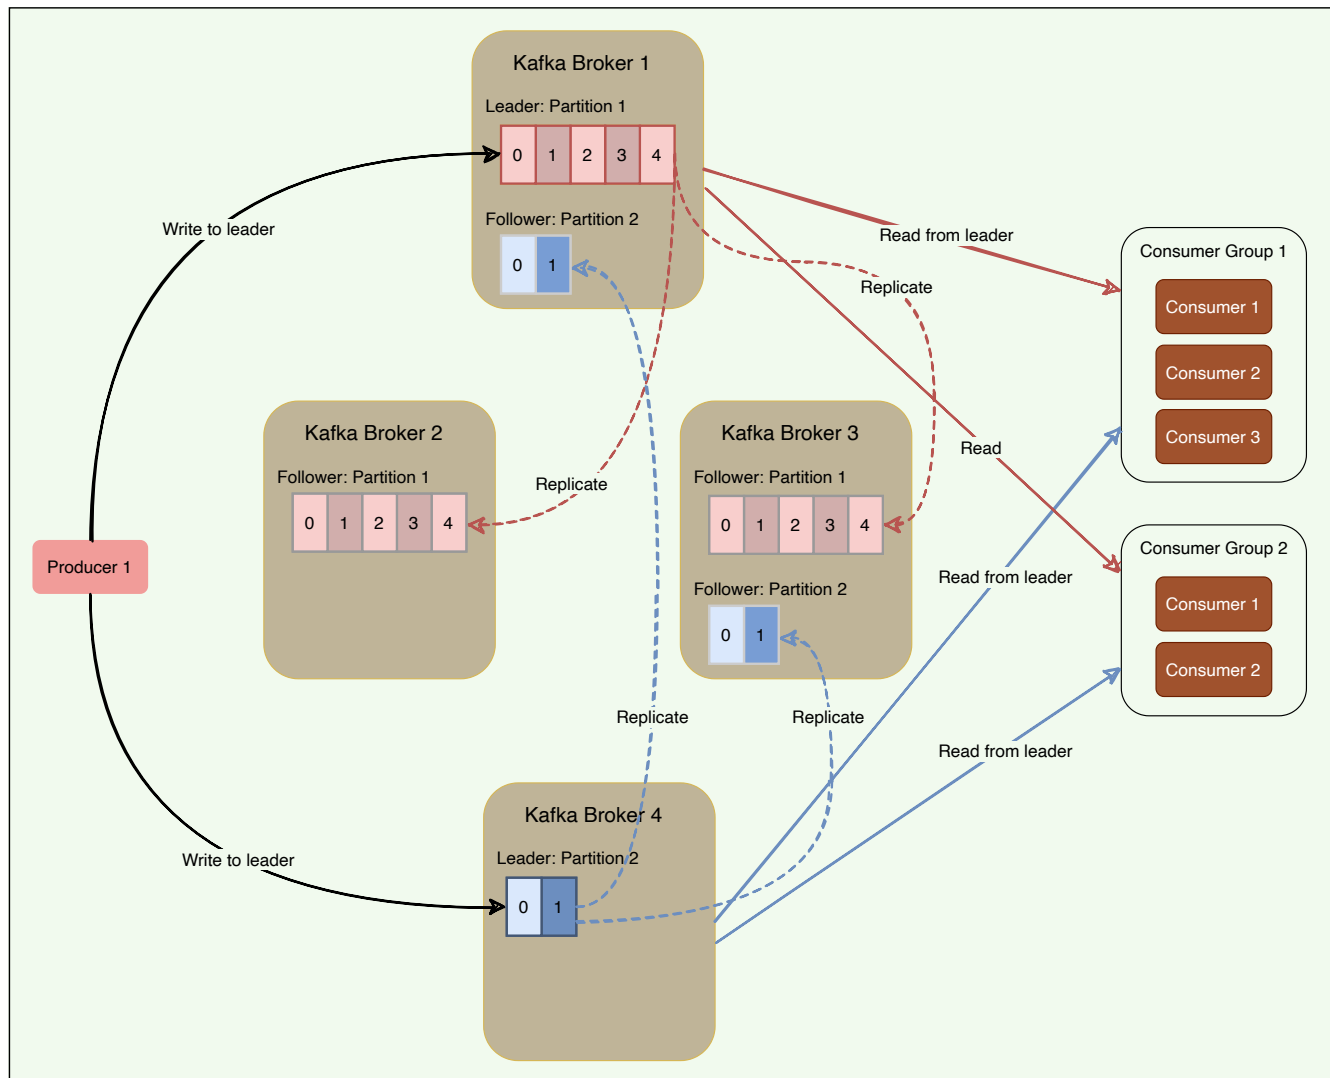 Kafka Broker 1
Leader: Partition 1
0 1 2 3 4
Write to leader
Follower: Partition 2
0 1
Read from leader
Replicate
Consumer Group 1
Consumer 1
Consumer 2
Consumer 3
Kafka Broker 2
Follower: Partition 1
0 1 2 3 4
Replicate
Kafka Broker 3
Follower: Partition 1
0 1 2 3 4
Follower: Partition 2
0 1
Read
Read from leader
Consumer Group 2
Consumer 1
Consumer 2
Producer 1
Replicate
Replicate
Read from leader
Write to leader
Kafka Broker 4
Leader: Partition 2
0 1